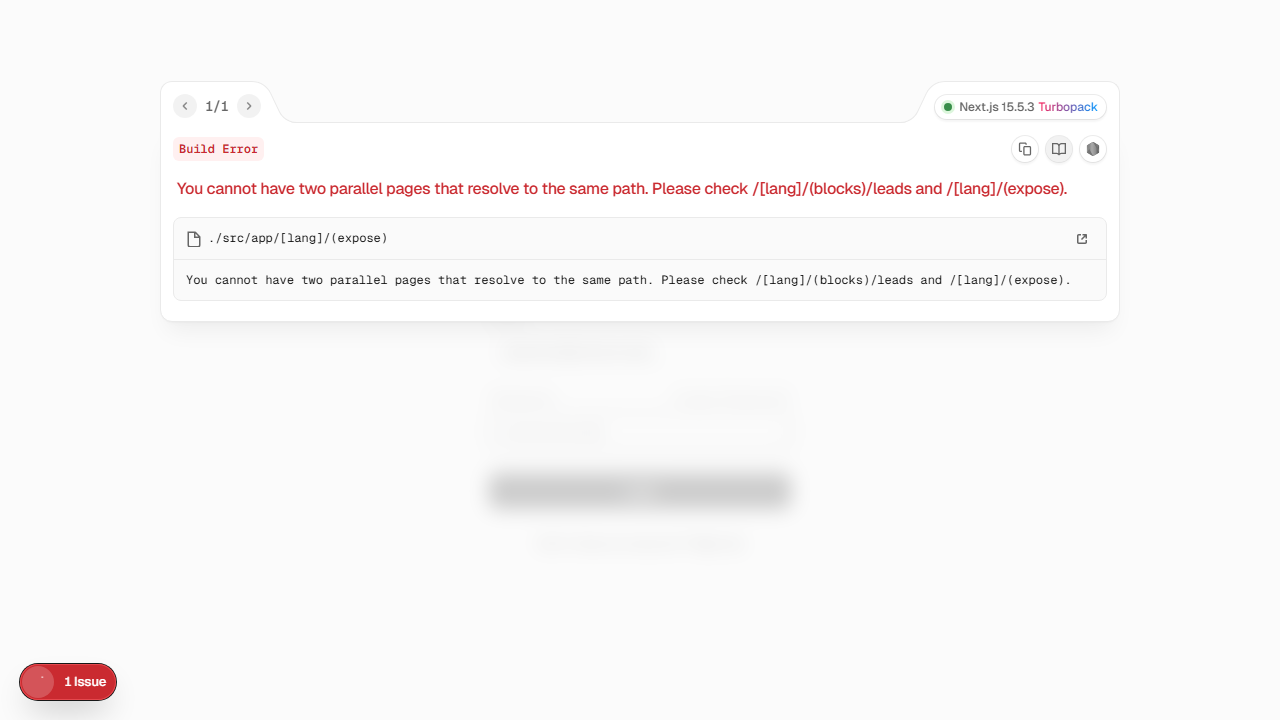 1/1
Next.js 15.5.3 Turbopack
Build Error
You cannot have two parallel pages that resolve to the same path. Please check /[lang]/(blocks)/leads and /[lang]/(expose).
./src/app/[lang]/(expose)
You cannot have two parallel pages that resolve to the same path. Please check /[lang]/(blocks)/leads and /[lang]/(expose).
1 Issue